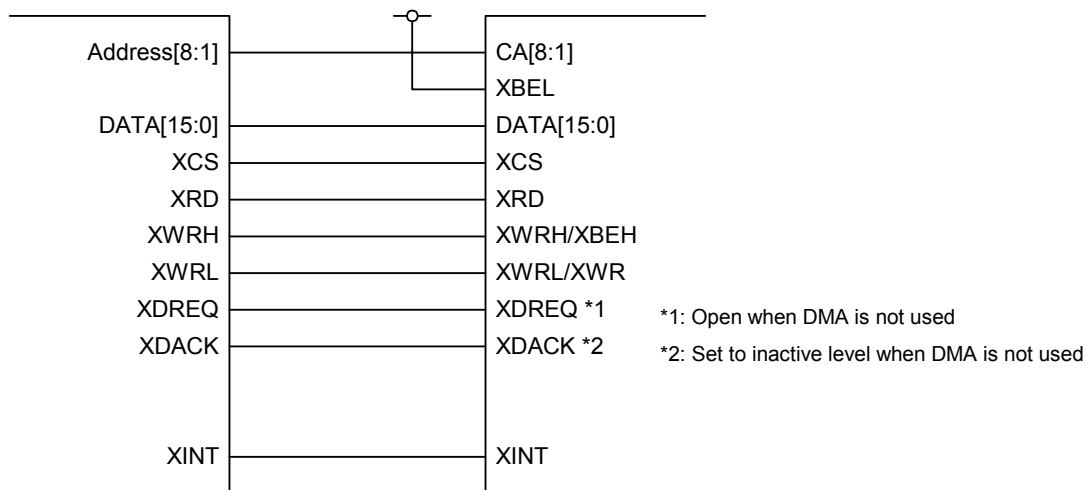 Address[8:1] CA[8:1]
XBEL
DATA[15:0] DATA[15:0]
XCS XCS
XRD XRD
XWRH XWRH/XBEH
XWRL XWRL/XWR
XDREQ XDREQ *1 *1: Open when DMA is not used
XDACK XDACK *2 *2: Set to inactive level when DMA is not used
XINT XINT